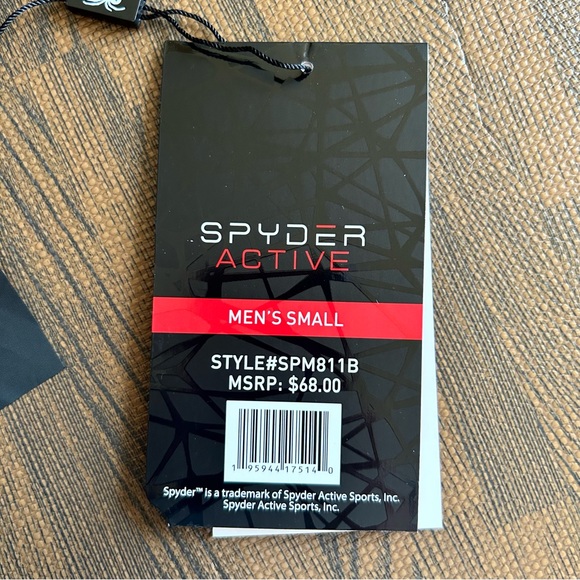 SPYDER
ACTIVE
MEN'S SMALL
STYLE#SPM811B
MSRP: $68.00
1 95944 17514 0
Spyder™ is a trademark of Spyder Active Sports, Inc.
Spyder Active Sports, Inc.